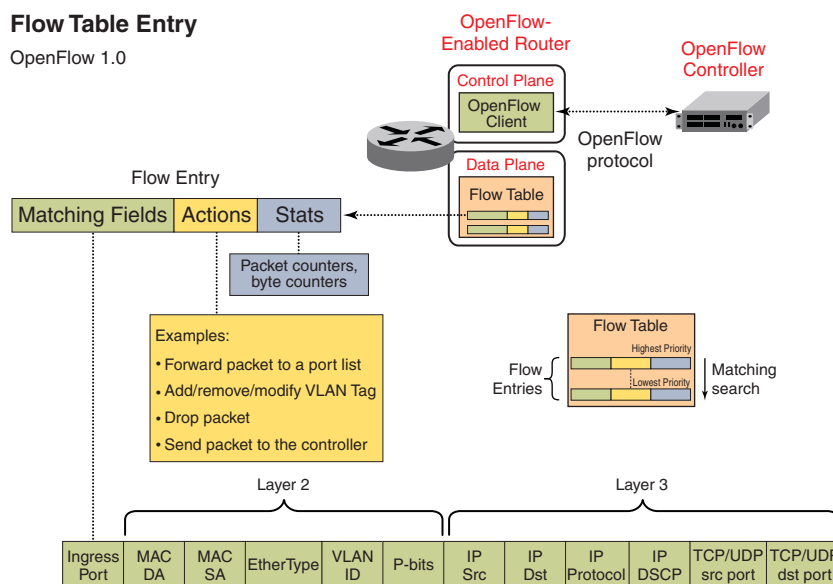 Flow Table Entry
OpenFlow 1.0
OpenFlow-
Enabled Router
OpenFlow
Controller
Control Plane
OpenFlow
Client
OpenFlow
protocol
Data Plane
Flow Table
Flow Entry
Matching Fields
Actions
Stats
Packet counters,
byte counters
Examples:
• Forward packet to a port list
• Add/remove/modify VLAN Tag
• Drop packet
• Send packet to the controller
Flow Table
Highest Priority
Lowest Priority
Flow
Entries
Matching
search
Layer 2
Layer 3
Ingress
Port
MAC
DA
MAC
SA
EtherType
VLAN
ID
P-bits
IP
Src
IP
Dst
IP
Protocol
IP
DSCP
TCP/UDP
src port
TCP/UDP
dst port